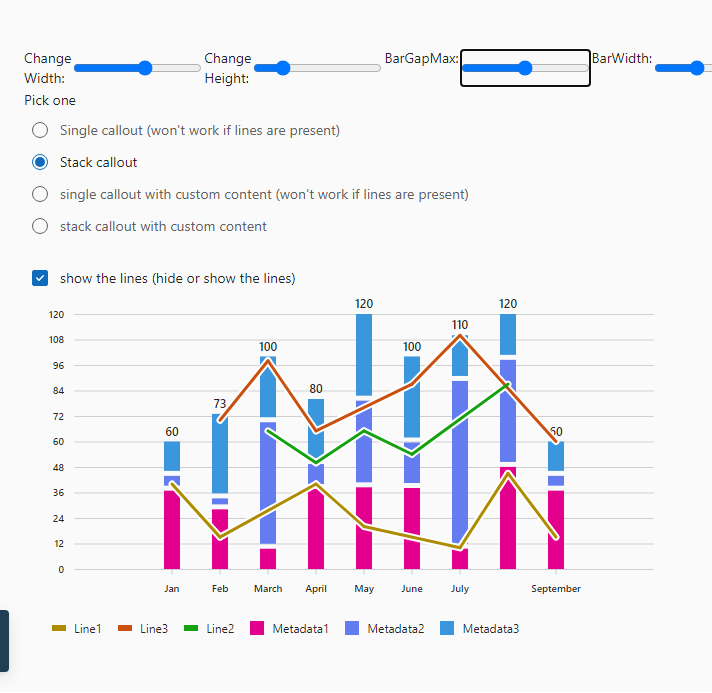 Change Width:
Change Height:
BarGapMax:
BarWidth:
Pick one
Single callout (won't work if lines are present)
Stack callout
single callout with custom content (won't work if lines are present)
stack callout with custom content
show the lines (hide or show the lines)
120
108
96
84
72
60
48
36
24
12
0
60
73
100
80
120
100
110
120
60
Jan
Feb
March
April
May
June
July
September
Line1
Line3
Line2
Metadata1
Metadata2
Metadata3